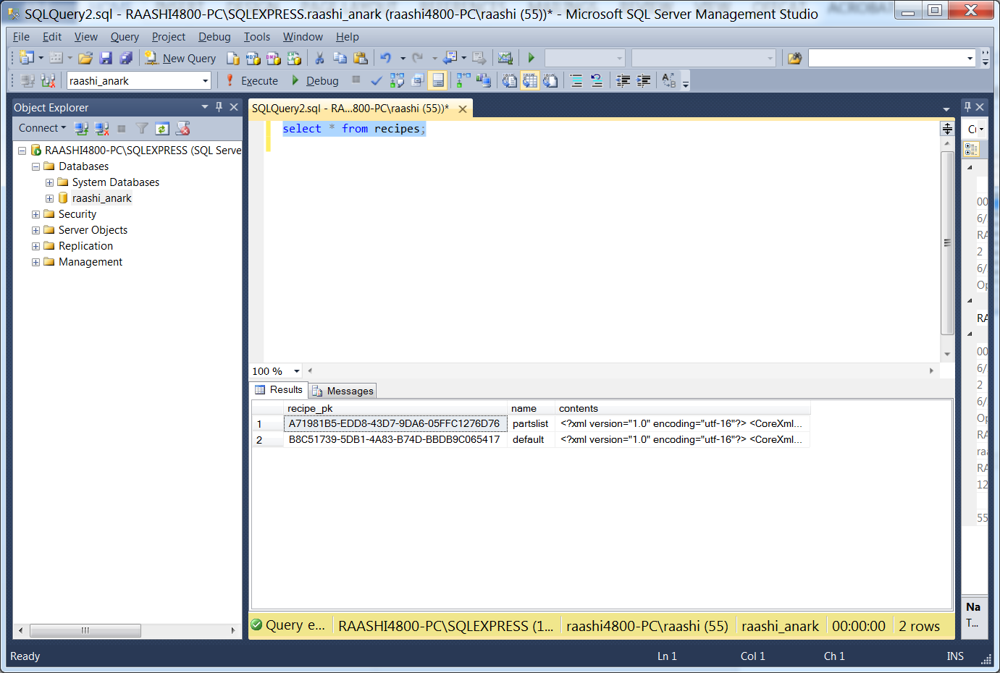 SQLQuery2.sql - RAASHI4800-PC\SQLEXPRESS.raashi_anark (raashi4800-PC\raashi (55))* - Microsoft SQL Server Management Studio
File Edit View Query Project Debug Tools Window Help
New Query
raashi_anark Execute Debug
Object Explorer
Connect
RAASHI4800-PC\SQLEXPRESS (SQL Serve
Databases
System Databases
raashi_anark
Security
Server Objects
Replication
Management
SQLQuery2.sql - RA...800-PC\raashi (55))*
select * from recipes;
100 %
Results Messages
recipe_pk name contents
1 A71981B5-EDD8-43D7-9DA6-05FFC1276D76 partslist <?xml version="1.0" encoding="utf-16"?> <CoreXml...
2 B8C51739-5DB1-4A83-B74D-BBDB9C065417 default <?xml version="1.0" encoding="utf-16"?> <CoreXml...
Query e... RAASHI4800-PC\SQLEXPRESS (1... raashi4800-PC\raashi (55) raashi_anark 00:00:00 2 rows
00
6/
RA
2
6/
Op
RA
00
6/
2
6/
Op
RA
raa
RA
12
55
Na
T...
Ready Ln 1 Col 1 Ch 1 INS